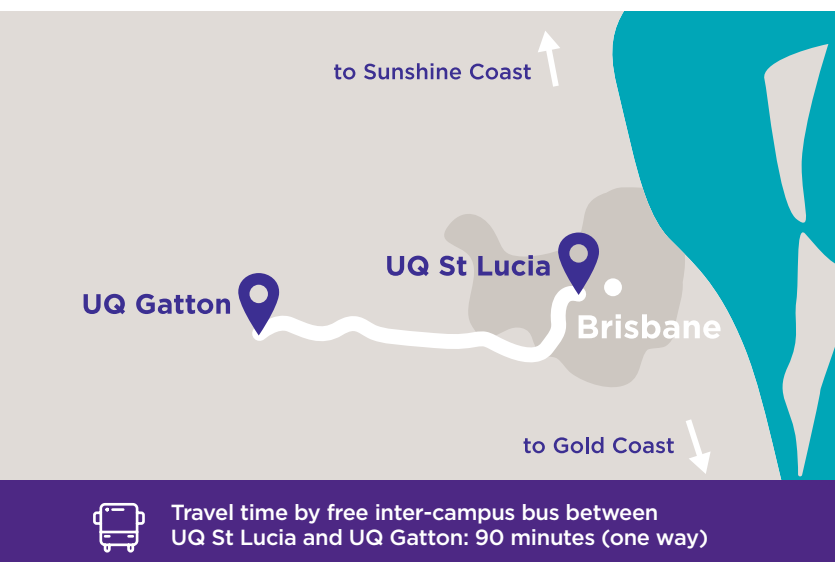 to Sunshine Coast
UQ St Lucia
UQ Gatton
Brisbane
to Gold Coast
Travel time by free inter-campus bus between
UQ St Lucia and UQ Gatton: 90 minutes (one way)